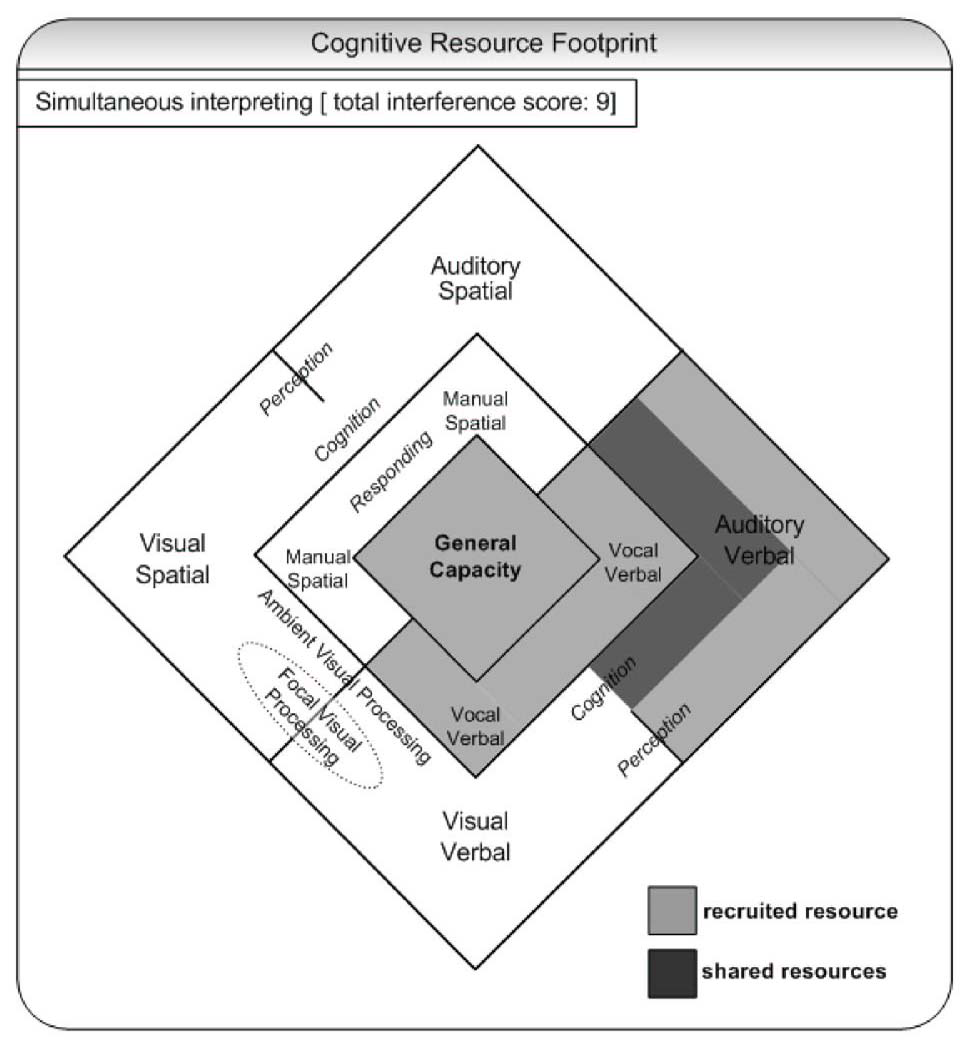 Cognitive Resource Footprint
Simultaneous interpreting [ total interference score: 9]
Auditory
Spatial
Perception
Cognition
Responding
Manual
Spatial
Visual
Spatial
Manual
Spatial
General
Capacity
Vocal
Verbal
Auditory
Verbal
Ambient Visual Processing
Focal Visual
Processing
Vocal
Verbal
Cognition
Perception
Visual
Verbal
recruited resource
shared resources